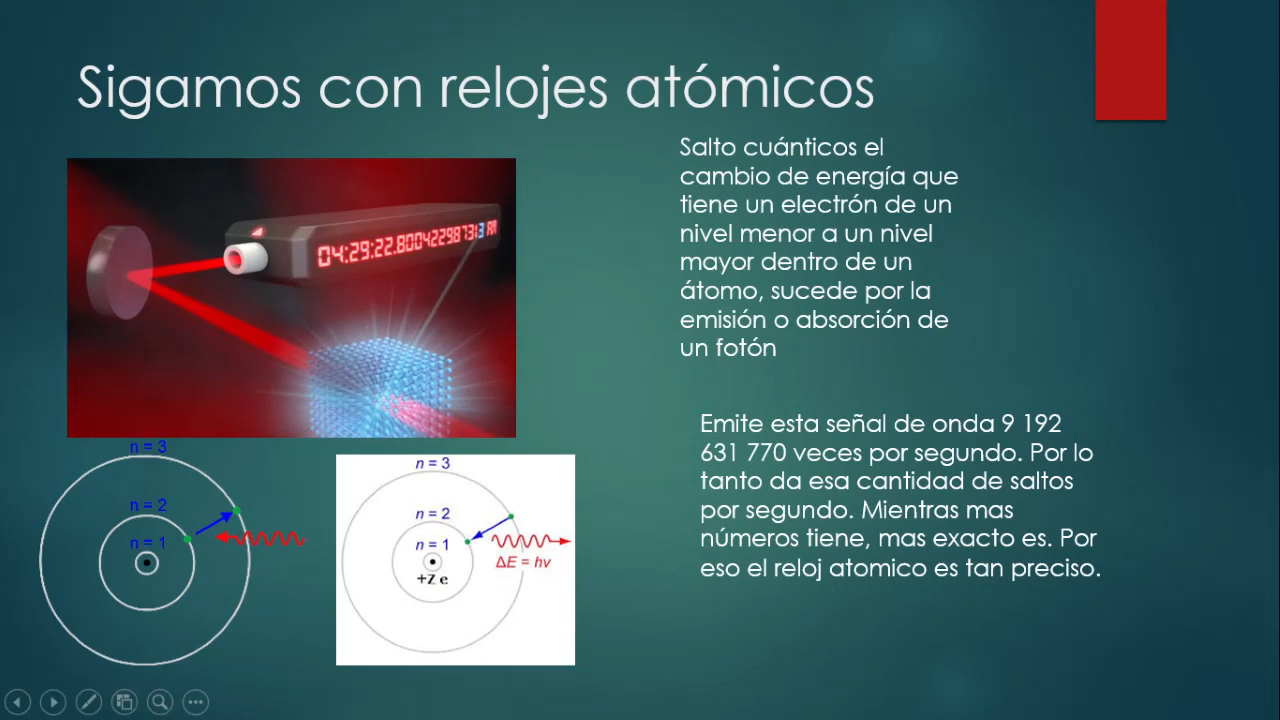 Sigamos con relojes atómicos
Salto cuánticos el
cambio de energía que
tiene un electrón de un
nivel menor a un nivel
mayor dentro de un
átomo, sucede por la
emisión o absorción de
un fotón
04:29:22.8004229873 3 AM
Emite esta señal de onda 9 192
631 770 veces por segundo. Por lo
tanto da esa cantidad de saltos
por segundo. Mientras mas
números tiene, mas exacto es. Por
eso el reloj atomico es tan preciso.
n = 3
n = 2
n = 1
n = 3
n = 2
n = 1
+Z e
ΔE = hν